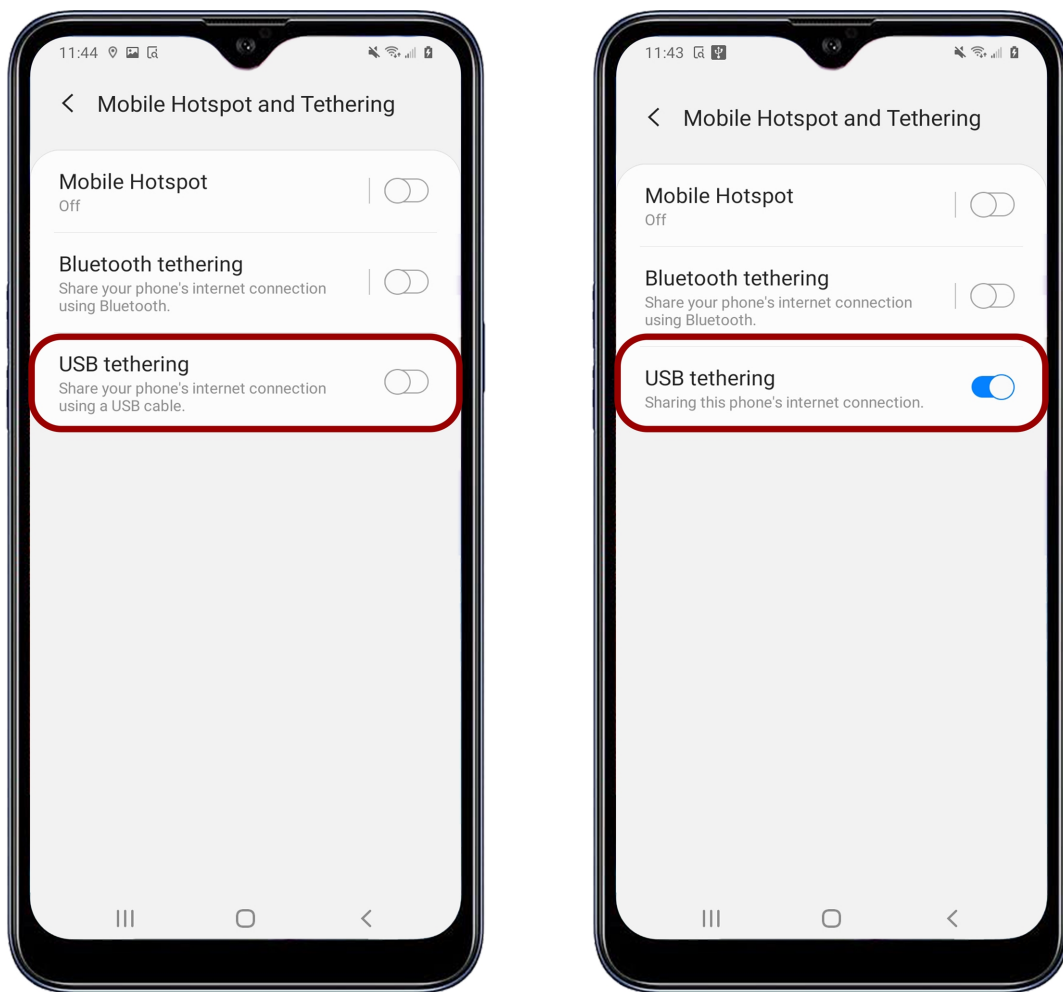 11:44
Mobile Hotspot and Tethering
Mobile Hotspot
Off
Bluetooth tethering
Share your phone's internet connection
using Bluetooth.
USB tethering
Share your phone's internet connection
using a USB cable.
11:43
Mobile Hotspot and Tethering
Mobile Hotspot
Off
Bluetooth tethering
Share your phone's internet connection
using Bluetooth.
USB tethering
Sharing this phone's internet connection.